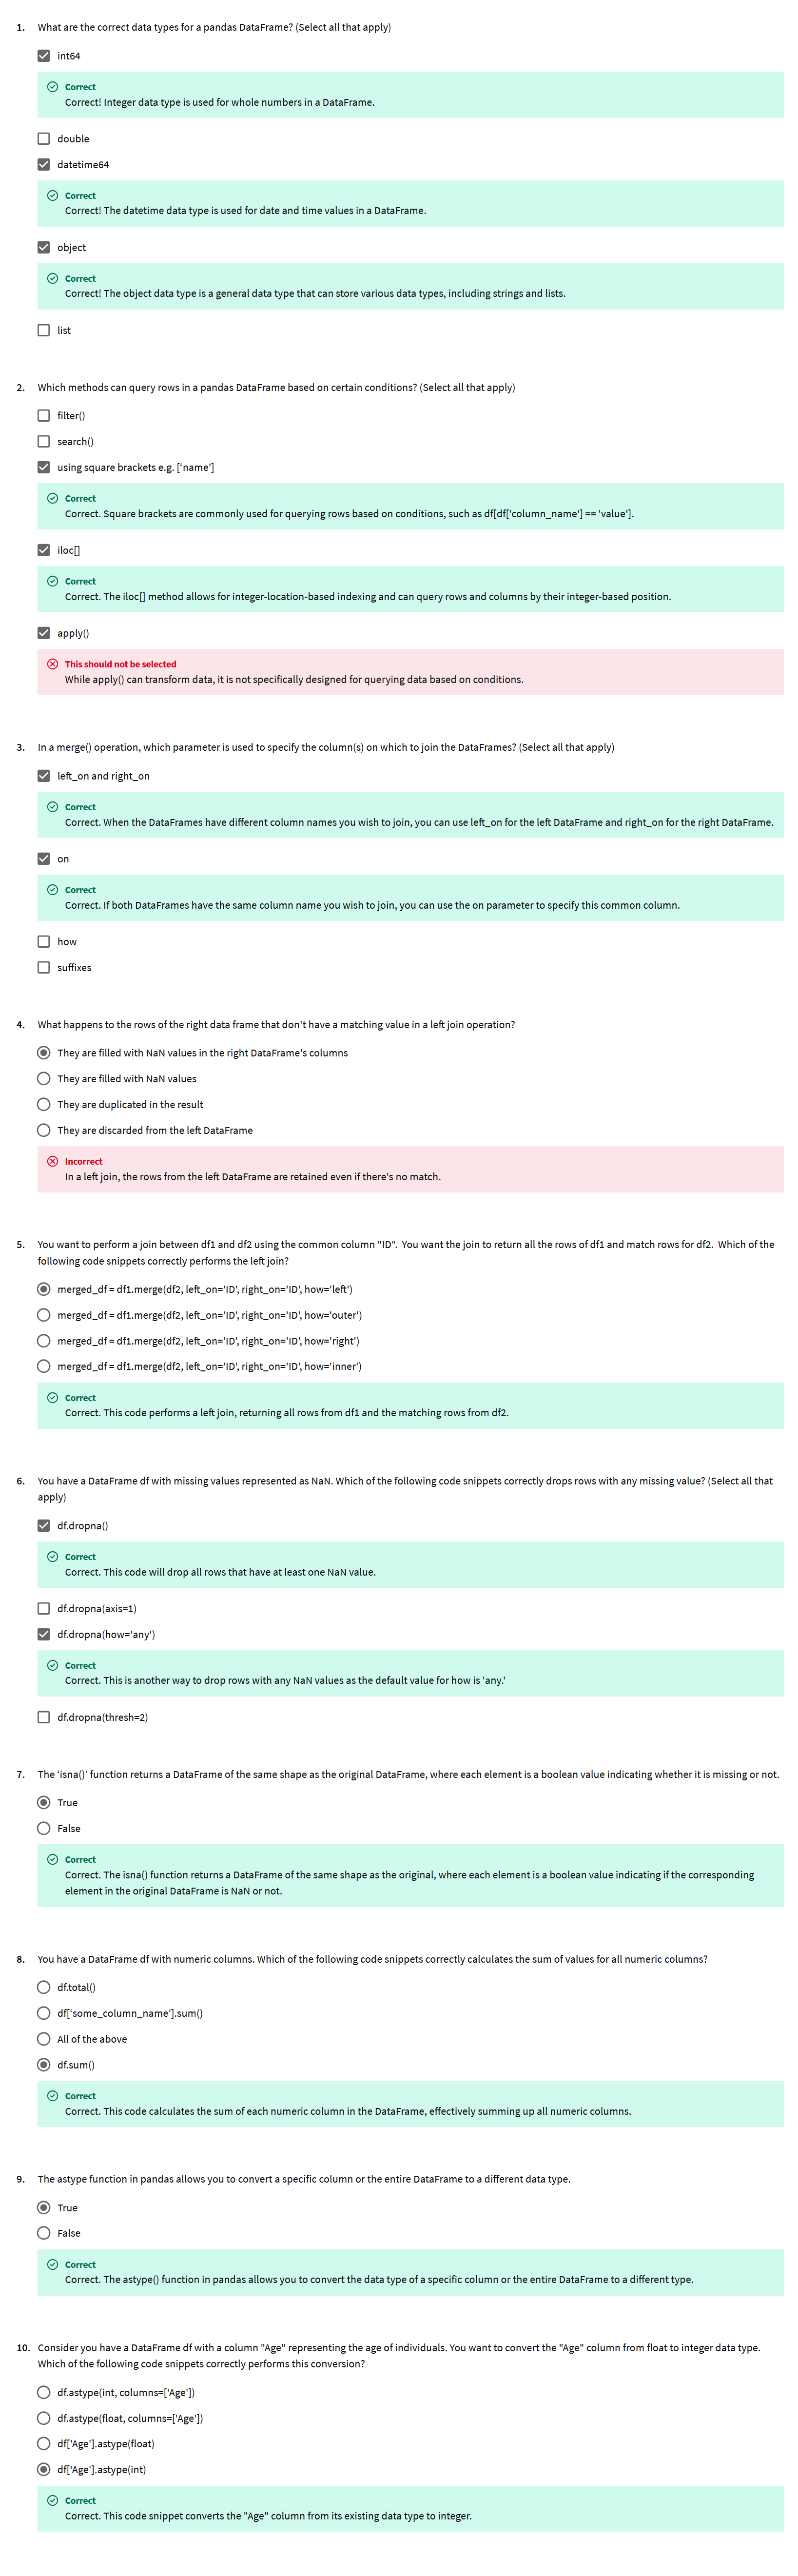 1. What are the correct data types for a pandas DataFrame? (Select all that apply)
int64
Correct
Correct! Integer data type is used for whole numbers in a DataFrame.
double
datetime64
Correct
Correct! The datetime data type is used for date and time values in a DataFrame.
object
Correct
Correct! The object data type is a general data type that can store various data types, including strings and lists.
list
2. Which methods can query rows in a pandas DataFrame based on certain conditions? (Select all that apply)
filter()
search()
using square brackets e.g. ['name']
Correct
Correct. Square brackets are commonly used for querying rows based on conditions, such as df[df['column_name'] == 'value'].
iloc[]
Correct
Correct. The iloc[] method allows for integer-location-based indexing and can query rows and columns by their integer-based position.
apply()
This should not be selected
While apply() can transform data, it is not specifically designed for querying data based on conditions.
3. In a merge() operation, which parameter is used to specify the column(s) on which to join the DataFrames? (Select all that apply)
left_on and right_on
Correct
Correct. When the DataFrames have different column names you wish to join, you can use left_on for the left DataFrame and right_on for the right DataFrame.
on
Correct
Correct. If both DataFrames have the same column name you wish to join, you can use the on parameter to specify this common column.
how
suffixes
4. What happens to the rows of the right data frame that don't have a matching value in a left join operation?
They are filled with NaN values in the right DataFrame's columns
They are filled with NaN values
They are duplicated in the result
They are discarded from the left DataFrame
Incorrect
In a left join, the rows from the left DataFrame are retained even if there's no match.
5. You want to perform a join between df1 and df2 using the common column "ID". You want the join to return all the rows of df1 and match rows for df2. Which of the
following code snippets correctly performs the left join?
merged_df = df1.merge(df2, left_on='ID', right_on='ID', how='left')
merged_df = df1.merge(df2, left_on='ID', right_on='ID', how='outer')
merged_df = df1.merge(df2, left_on='ID', right_on='ID', how='right')
merged_df = df1.merge(df2, left_on='ID', right_on='ID', how='inner')
Correct
Correct. This code performs a left join, returning all rows from df1 and the matching rows from df2.
6. You have a DataFrame df with missing values represented as NaN. Which of the following code snippets correctly drops rows with any missing value? (Select all that
apply)
df.dropna()
Correct
Correct. This code will drop all rows that have at least one NaN value.
df.dropna(axis=1)
df.dropna(how='any')
Correct
Correct. This is another way to drop rows with any NaN values as the default value for how is 'any.'
df.dropna(thresh=2)
7. The 'isna()' function returns a DataFrame of the same shape as the original DataFrame, where each element is a boolean value indicating whether it is missing or not.
True
False
Correct
Correct. The isna() function returns a DataFrame of the same shape as the original, where each element is a boolean value indicating if the corresponding
element in the original DataFrame is NaN or not.
8. You have a DataFrame df with numeric columns. Which of the following code snippets correctly calculates the sum of values for all numeric columns?
df.total()
df['some_column_name'].sum()
All of the above
df.sum()
Correct
Correct. This code calculates the sum of each numeric column in the DataFrame, effectively summing up all numeric columns.
9. The astype function in pandas allows you to convert a specific column or the entire DataFrame to a different data type.
True
False
Correct
Correct. The astype() function in pandas allows you to convert the data type of a specific column or the entire DataFrame to a different type.
10. Consider you have a DataFrame df with a column "Age" representing the age of individuals. You want to convert the "Age" column from float to integer data type.
Which of the following code snippets correctly performs this conversion?
df.astype(int, columns=['Age'])
df.astype(float, columns=['Age'])
df['Age'].astype(float)
df['Age'].astype(int)
Correct
Correct. This code snippet converts the "Age" column from its existing data type to integer.